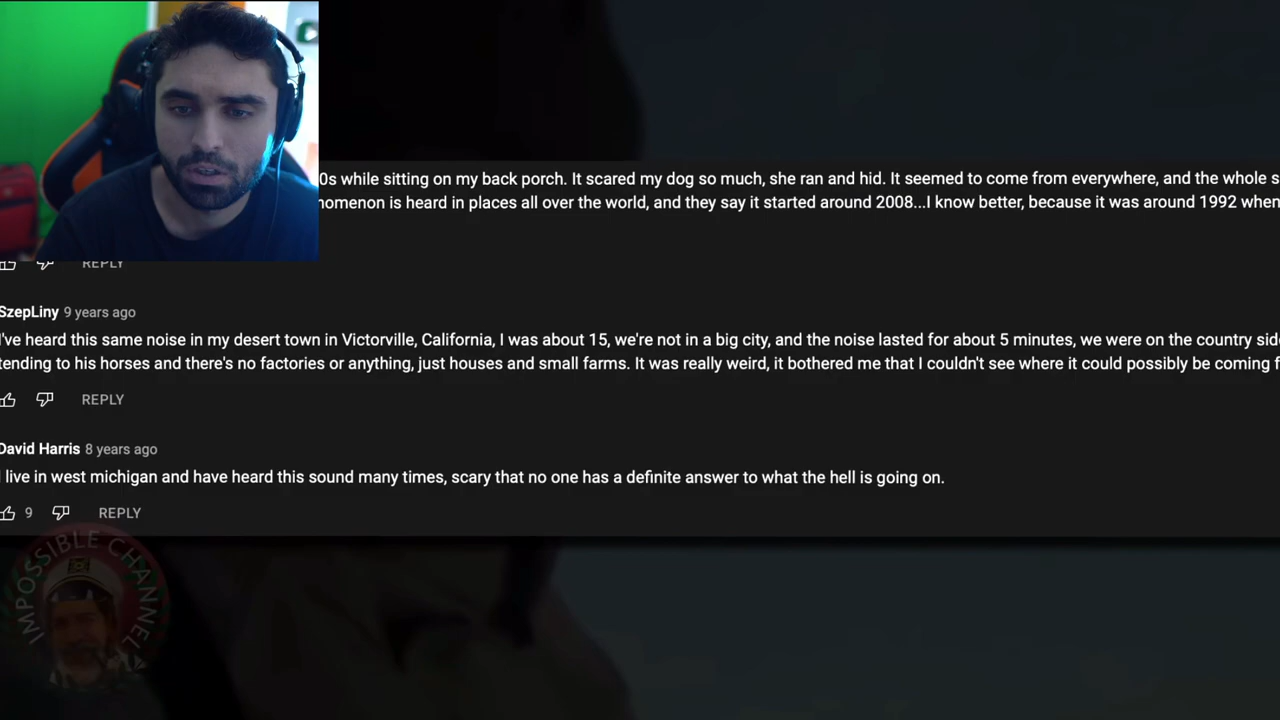 0s while sitting on my back porch. It scared my dog so much, she ran and hid. It seemed to come from everywhere, and the whole s
nomenon is heard in places all over the world, and they say it started around 2008...I know better, because it was around 1992 when
REPLY
SzepLiny 9 years ago
I've heard this same noise in my desert town in Victorville, California, I was about 15, we're not in a big city, and the noise lasted for about 5 minutes, we were on the country side
tending to his horses and there's no factories or anything, just houses and small farms. It was really weird, it bothered me that I couldn't see where it could possibly be coming f
REPLY
David Harris 8 years ago
I live in west michigan and have heard this sound many times, scary that no one has a definite answer to what the hell is going on.
9 REPLY
IMPOSSIBLE CHANNEL